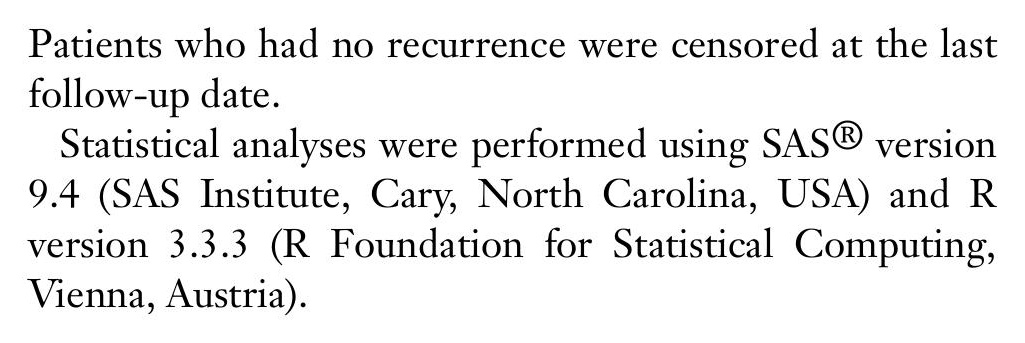 Patients who had no recurrence were censored at the last
follow-up date.
Statistical analyses were performed using SAS® version
9.4 (SAS Institute, Cary, North Carolina, USA) and R
version 3.3.3 (R Foundation for Statistical Computing,
Vienna, Austria).